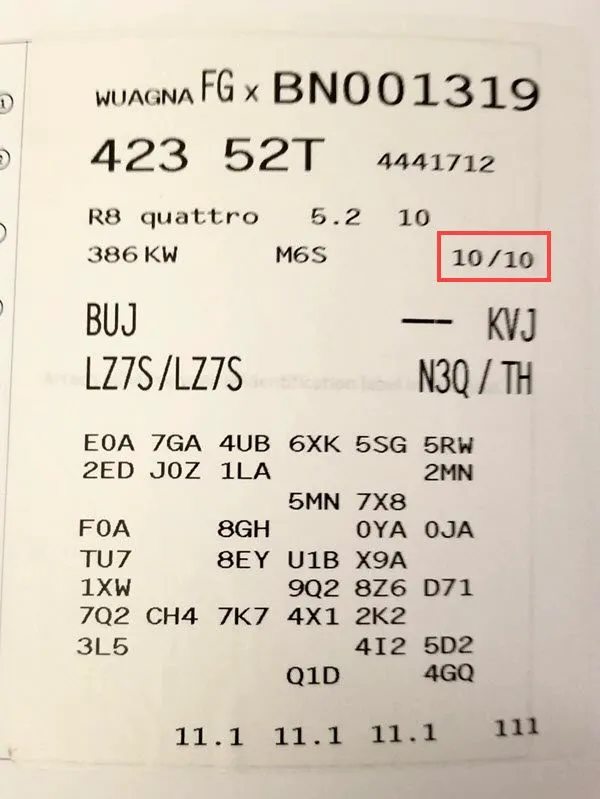 WUAGNA FG x BN001319
423 52T 4441712
R8 quattro 5.2 10
386 KW M6S 10/10
BUJ -- KVJ
LZ7S/LZ7S N3Q / TH
E0A 7GA 4UB 6XK 5SG 5RW
2ED J0Z 1LA 2MN
5MN 7X8
F0A 8GH 0YA 0JA
TU7 8EY U1B X9A
1XW 9Q2 8Z6 D71
7Q2 CH4 7K7 4X1 2K2
3L5 4I2 5D2
Q1D 4GQ
11.1 11.1 11.1 111